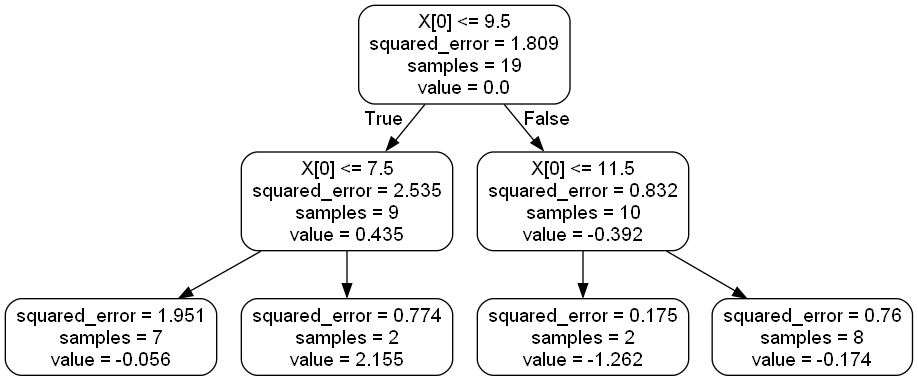 X[0] <= 9.5
squared_error = 1.809
samples = 19
value = 0.0
True
False
X[0] <= 7.5
squared_error = 2.535
samples = 9
value = 0.435
X[0] <= 11.5
squared_error = 0.832
samples = 10
value = -0.392
squared_error = 1.951
samples = 7
value = -0.056
squared_error = 0.774
samples = 2
value = 2.155
squared_error = 0.175
samples = 2
value = -1.262
squared_error = 0.76
samples = 8
value = -0.174